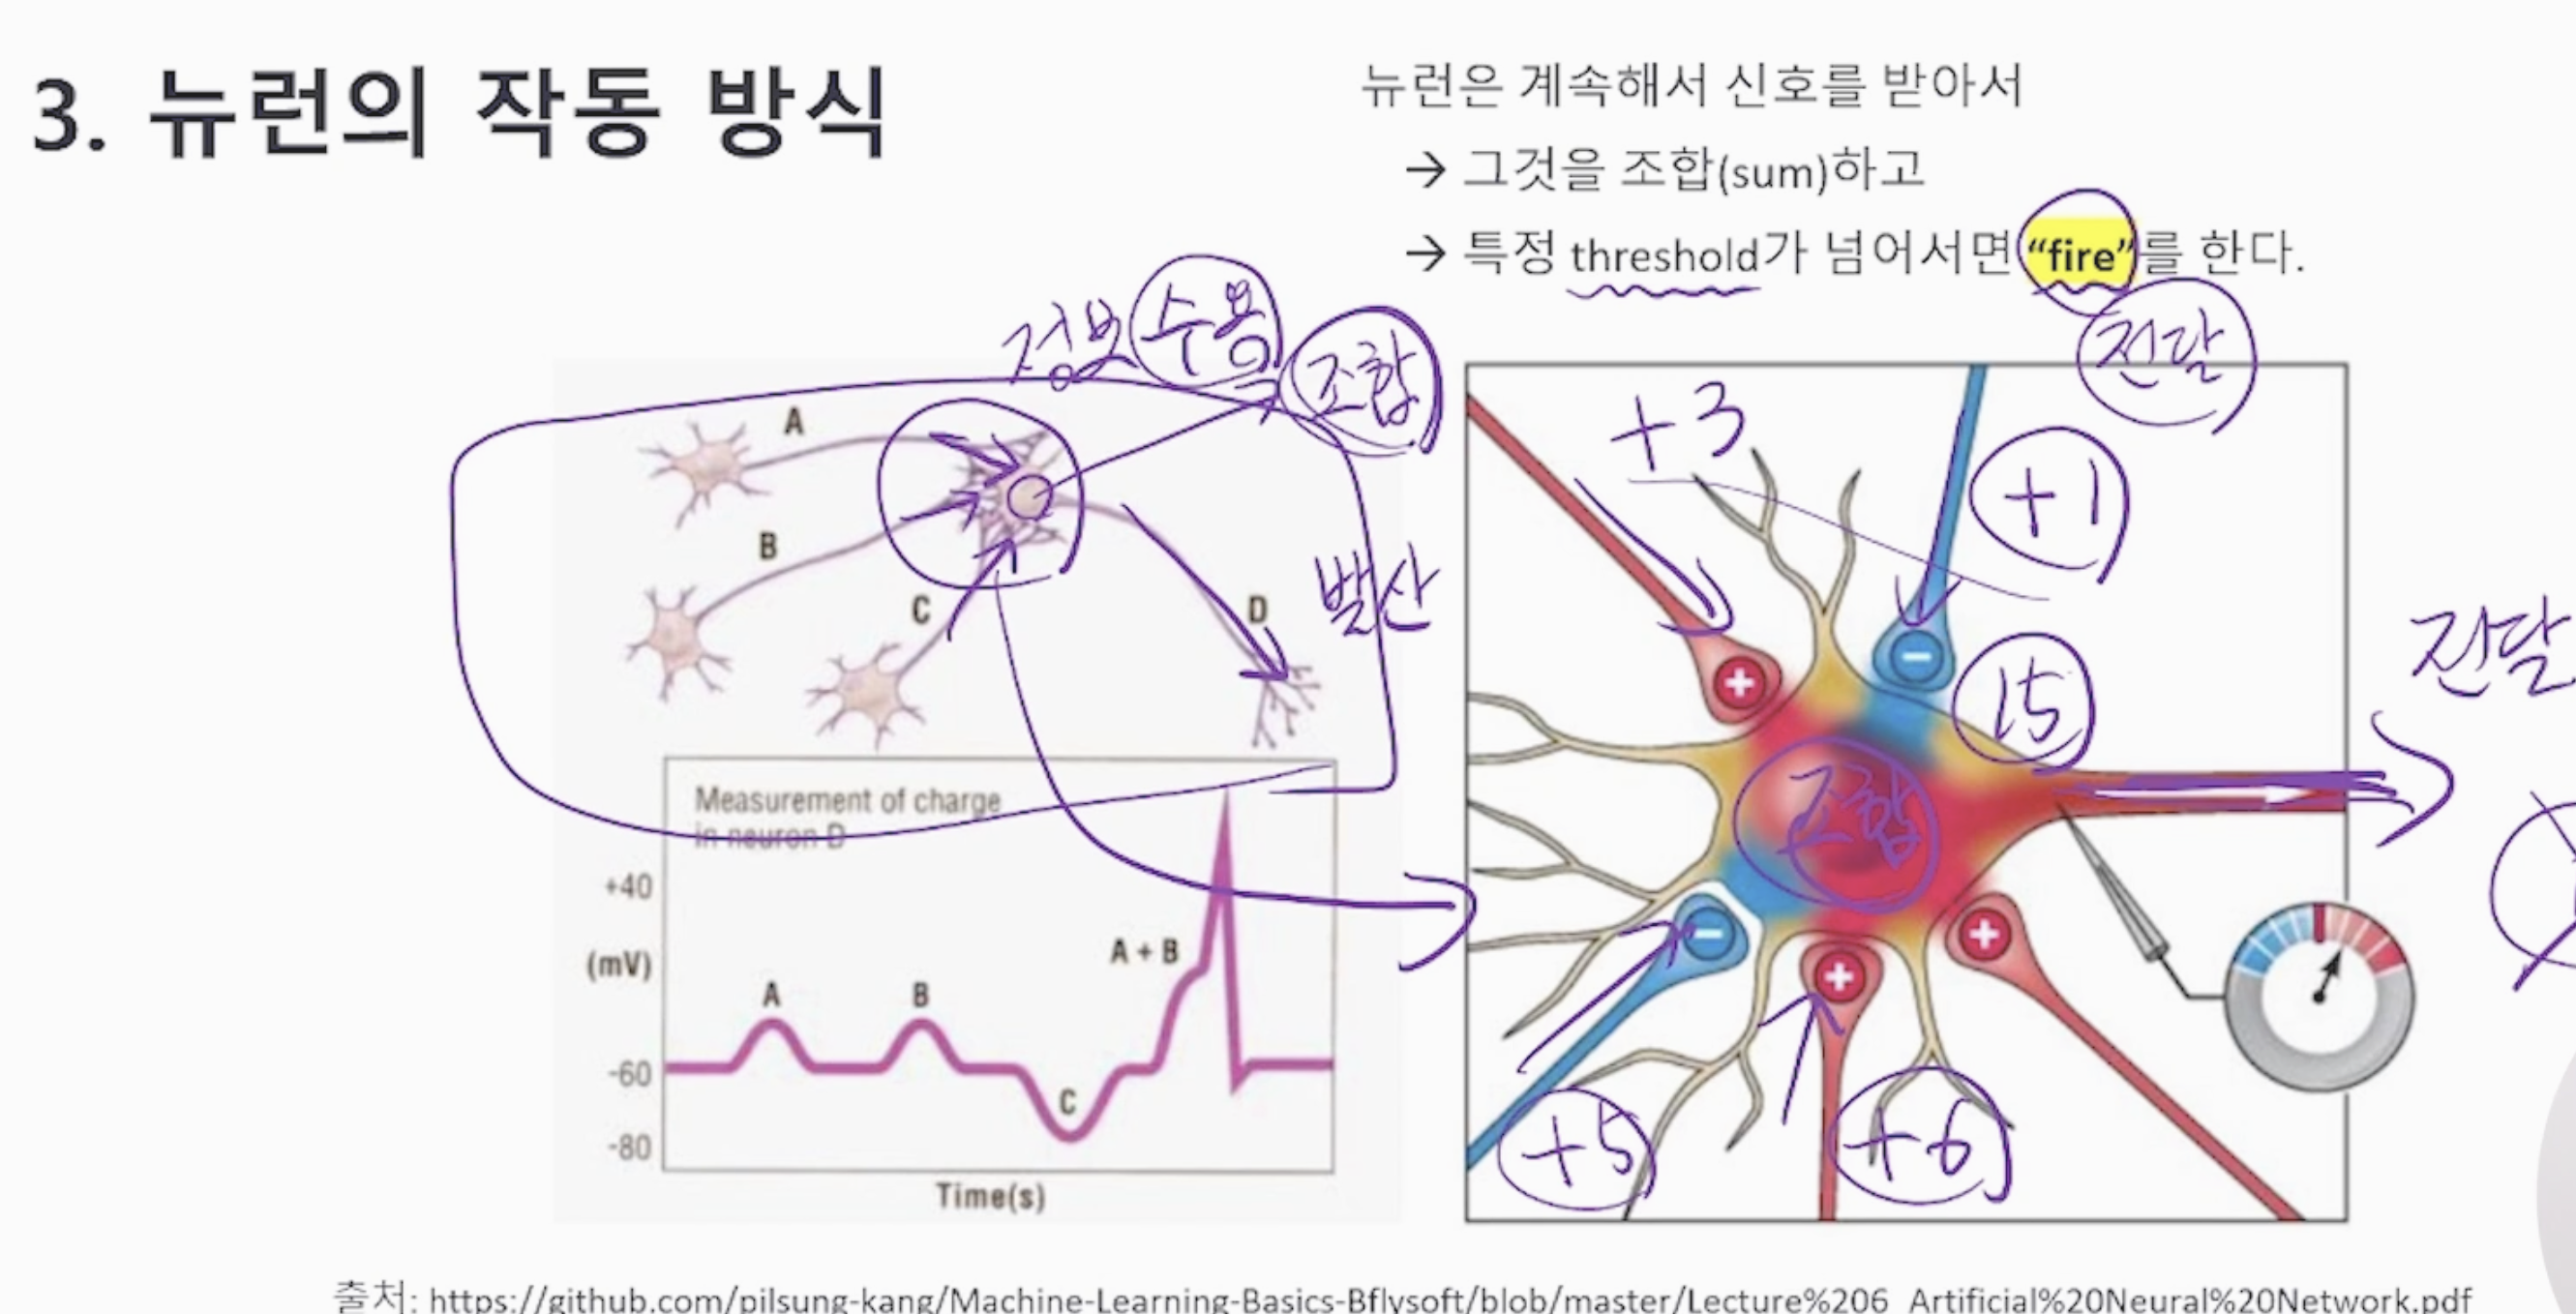 3. 뉴런의 작동 방식
뉴런은 계속해서 신호를 받아서
→ 그것을 조합(sum)하고
→ 특정 threshold가 넘어서면 “fire”를 한다.
정보 수용
조합
전달
A
B
C
D
발산
+3
+1
15
조합
전달
+5
+6
Measurement of charge
in neuron D
+40
(mV)
-60
-80
A
B
C
A + B
Time(s)
+
−
−
+
+
출처: https://github.com/pilsung-kang/Machine-Learning-Basics-Bflysoft/blob/master/Lecture%206_Artificial%20Neural%20Network.pdf